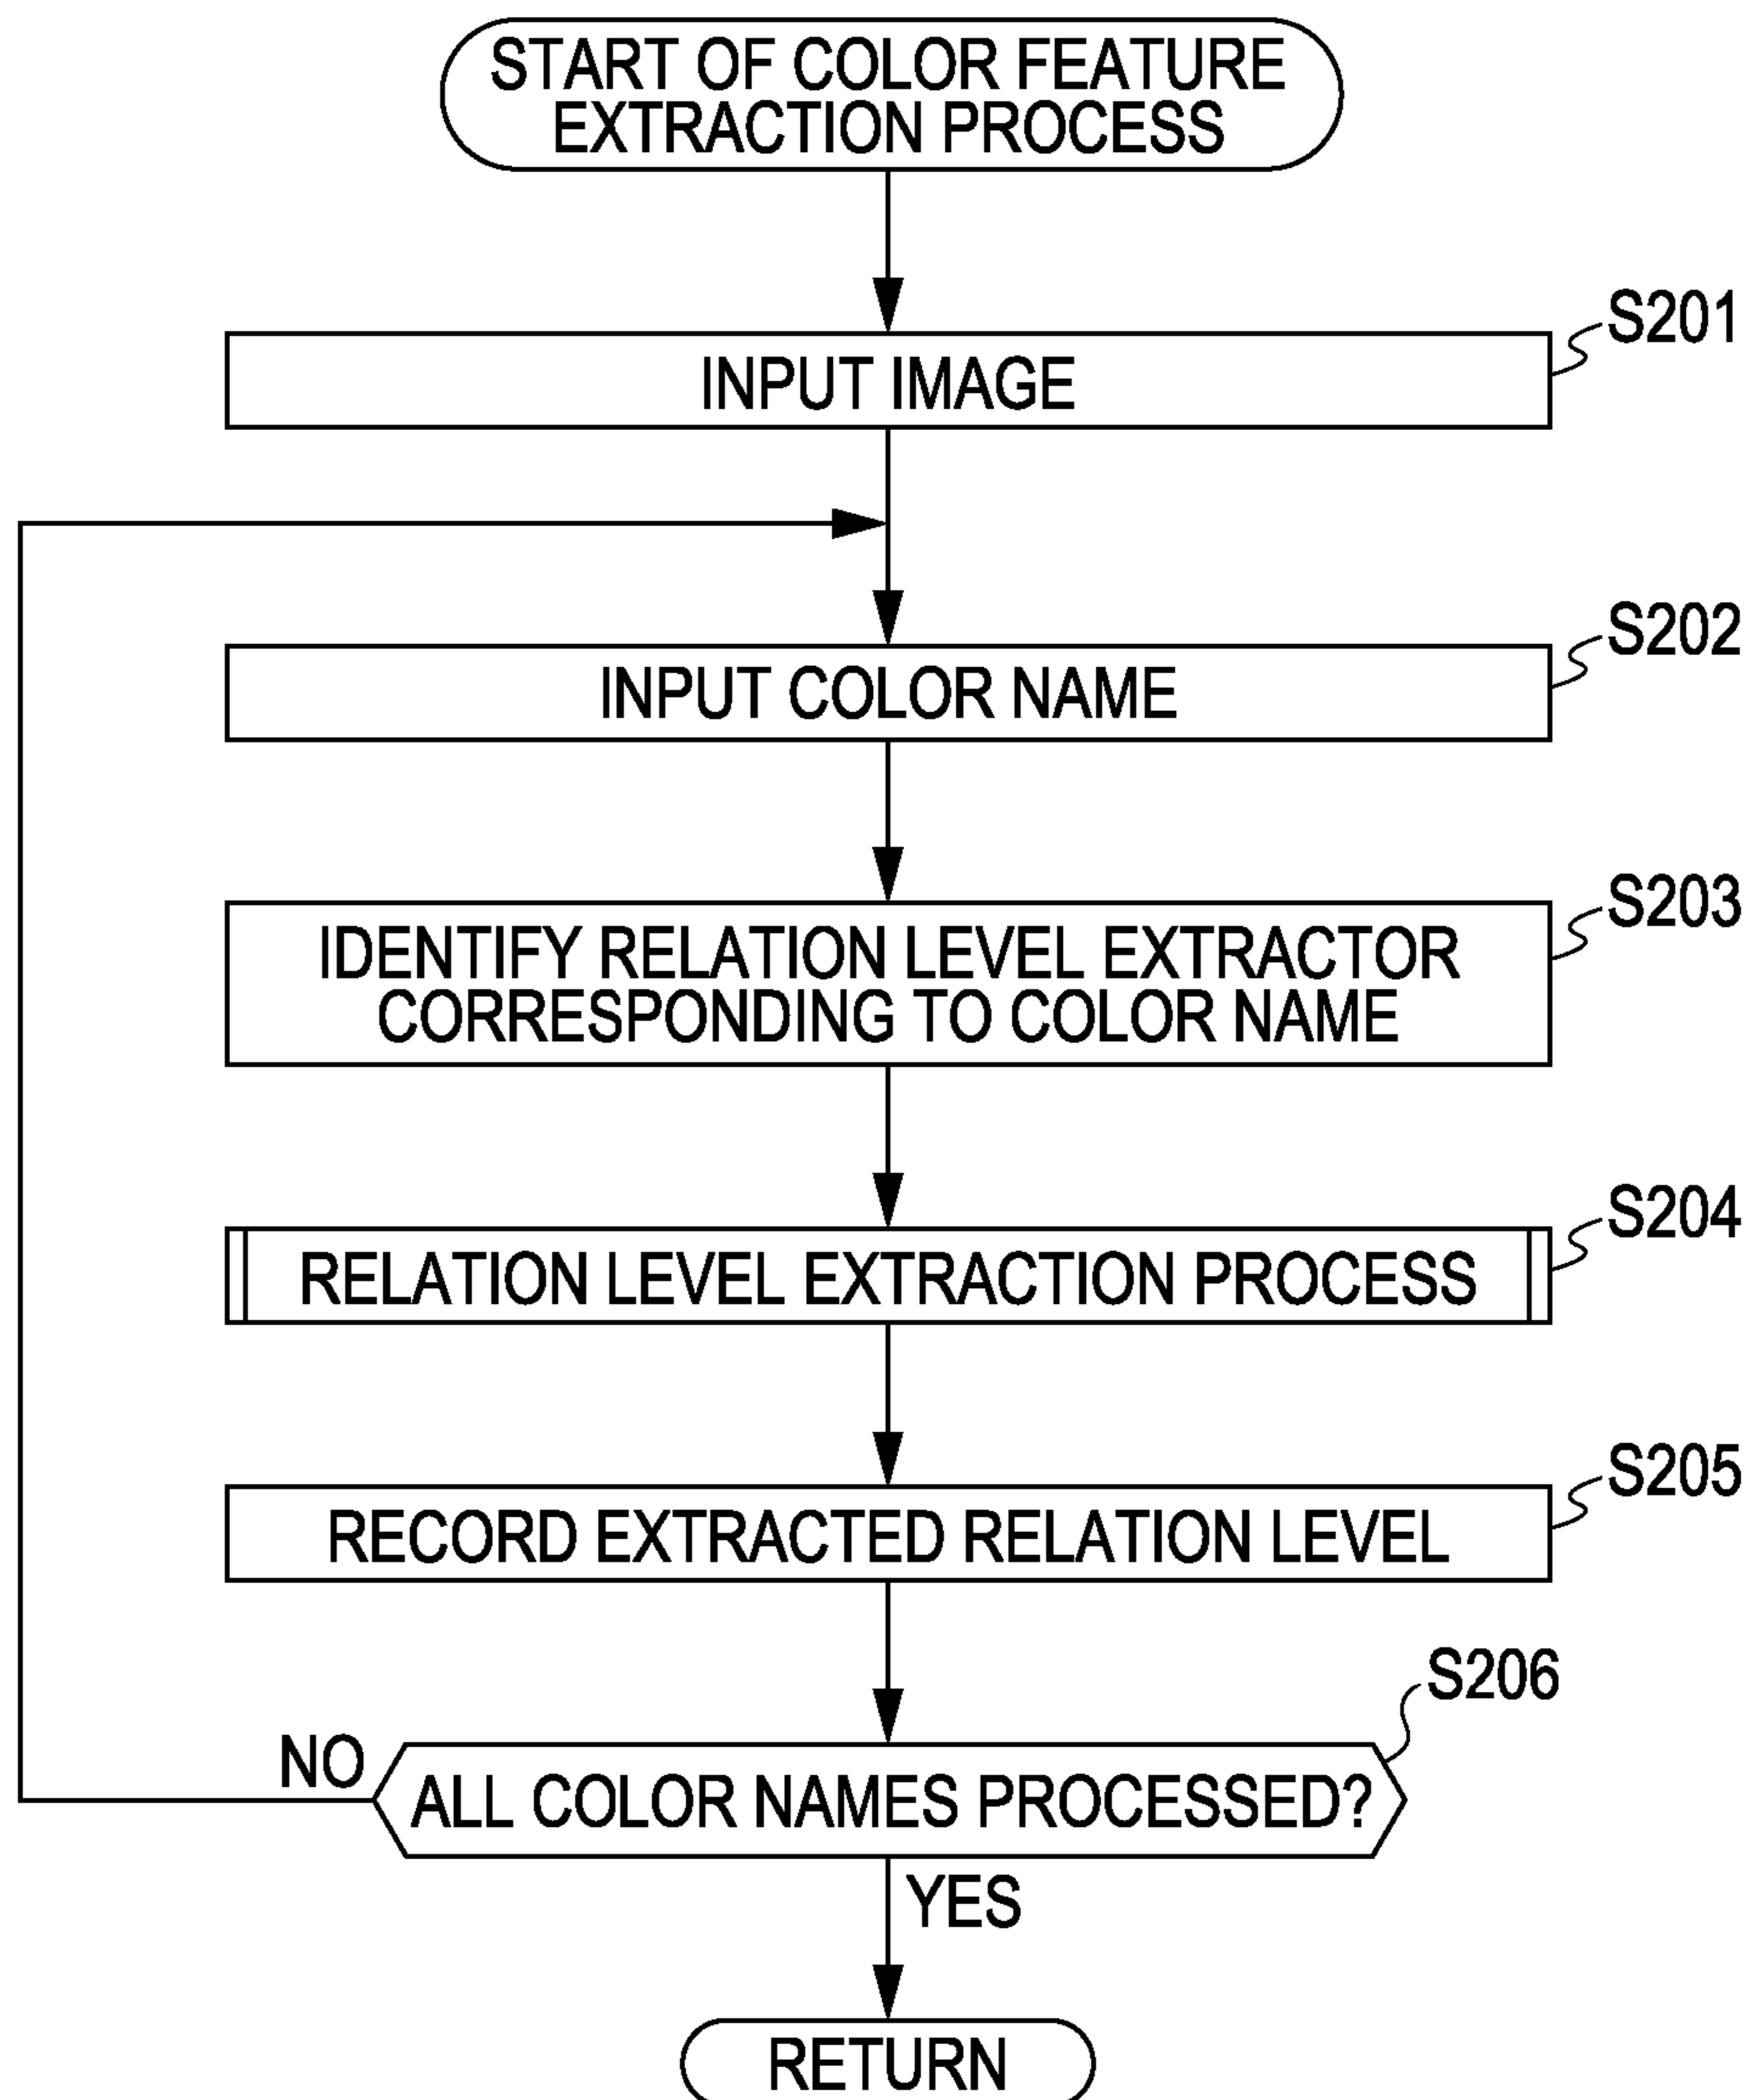 START OF COLOR FEATURE
EXTRACTION PROCESS
S201
INPUT IMAGE
S202
INPUT COLOR NAME
S203
IDENTIFY RELATION LEVEL EXTRACTOR
CORRESPONDING TO COLOR NAME
S204
RELATION LEVEL EXTRACTION PROCESS
S205
RECORD EXTRACTED RELATION LEVEL
S206
NO
ALL COLOR NAMES PROCESSED?
YES
RETURN